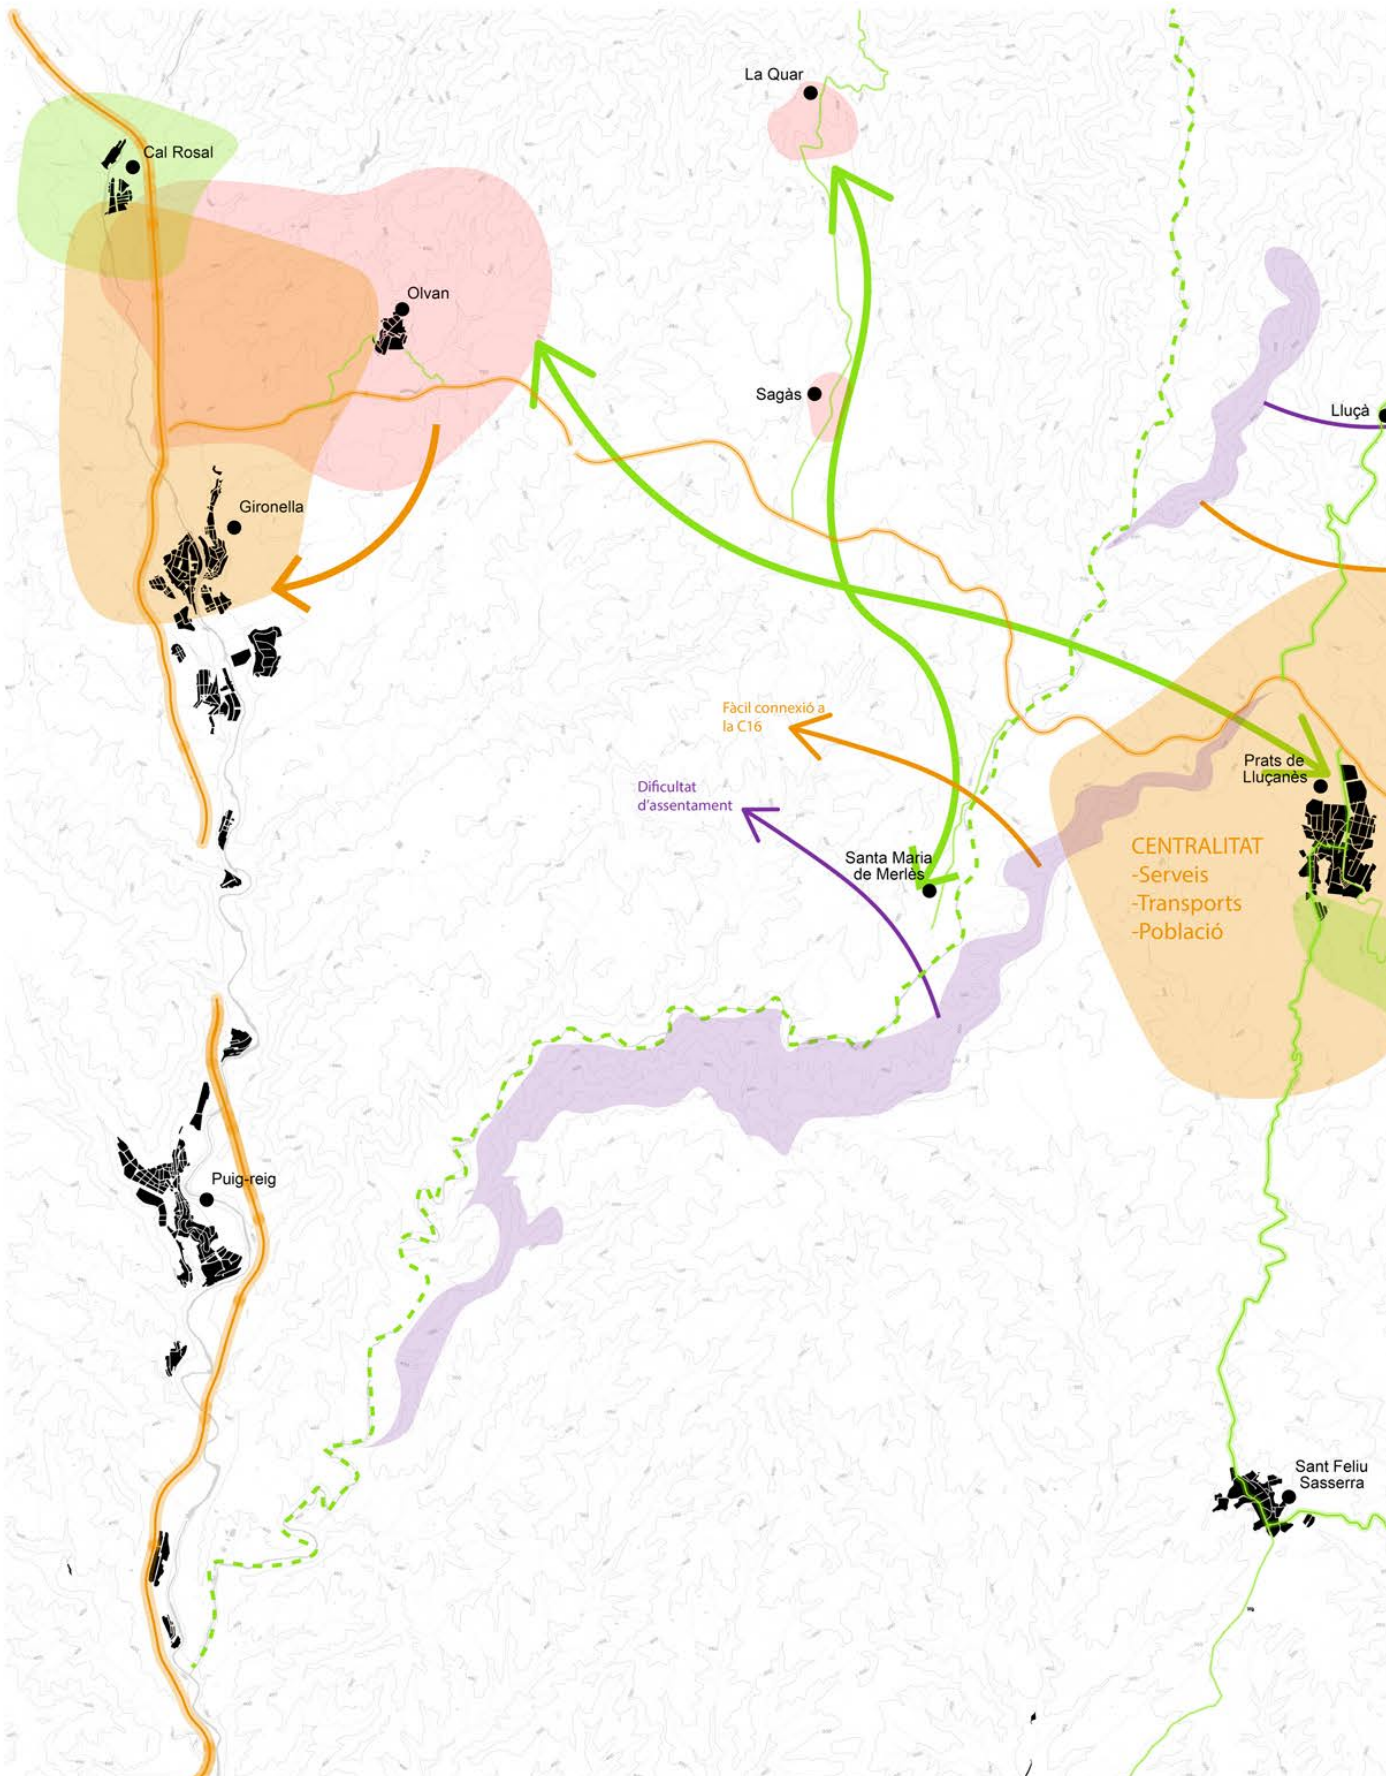 La Quar
Cal Rosal
Olvan
Sagàs
Lluçà
Gironella
Fàcil connexió a
la C16
Prats de
Lluçanès
Dificultat
d'assentament
Santa Maria
de Merlès
CENTRALITAT
-Serveis
-Transports
-Població
Puig-reig
Sant Feliu
Sasserra